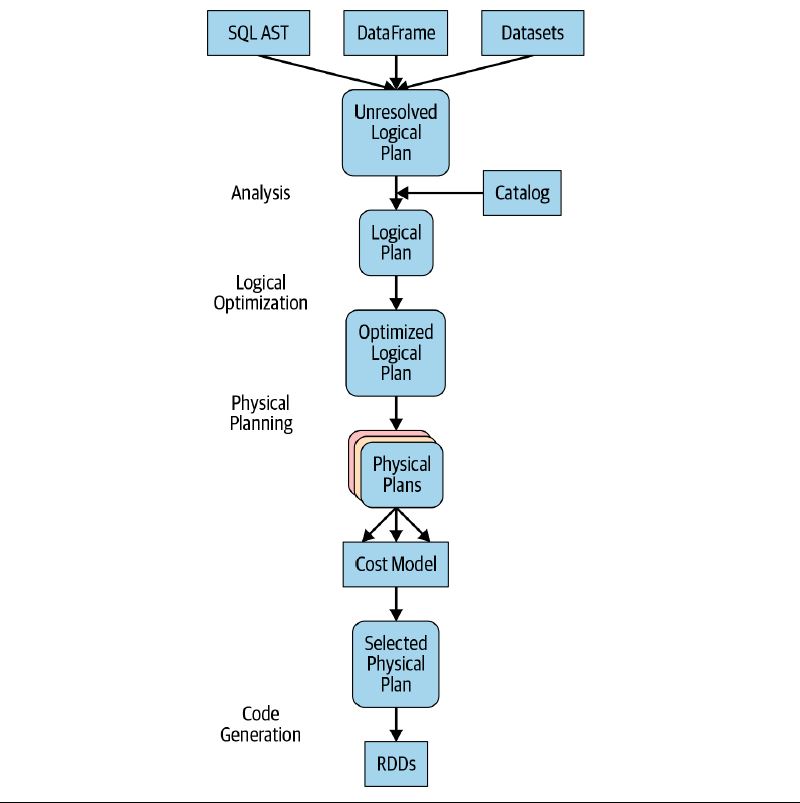 SQL AST
DataFrame
Datasets
Unresolved
Logical
Plan
Analysis
Catalog
Logical
Plan
Logical
Optimization
Optimized
Logical
Plan
Physical
Planning
Physical
Plans
Cost Model
Selected
Physical
Plan
Code
Generation
RDDs